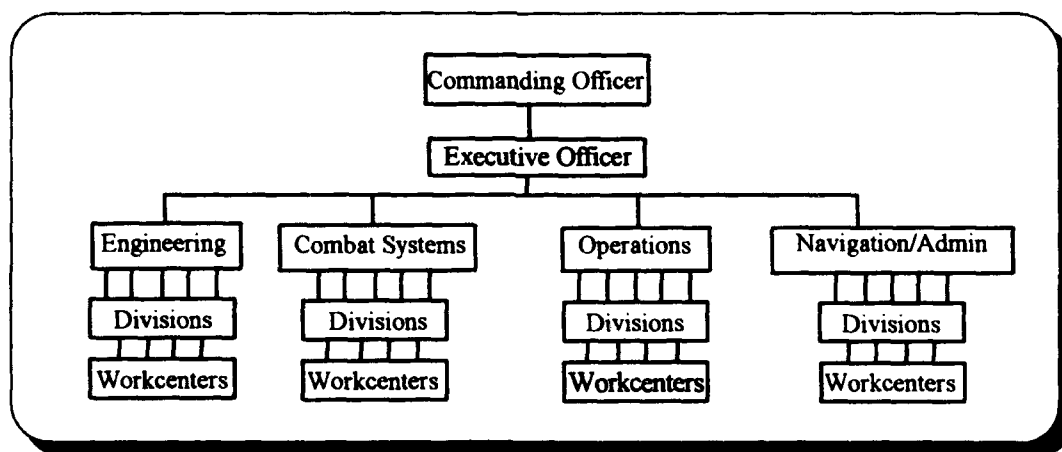 Commanding Officer
Executive Officer
Engineering
Combat Systems
Operations
Navigation/Admin
Divisions
Divisions
Divisions
Divisions
Workcenters
Workcenters
Workcenters
Workcenters